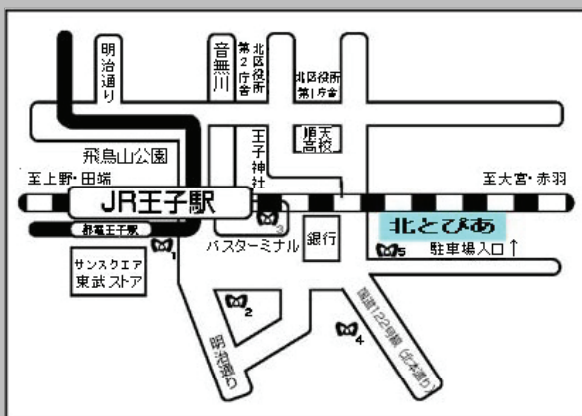 明治通り
音無川
北区役所
第2庁舎
北区役所
第1庁舎
飛鳥山公園
王子神社
順天
高校
至上野・田端
至大宮・赤羽
JR王子駅
3
北とぴあ
都電王子駅
1
バスターミナル
銀行
5
駐車場入口↑
サンスクエア
東武ストア
2
4
明治通り
国道122号線(北本通り)